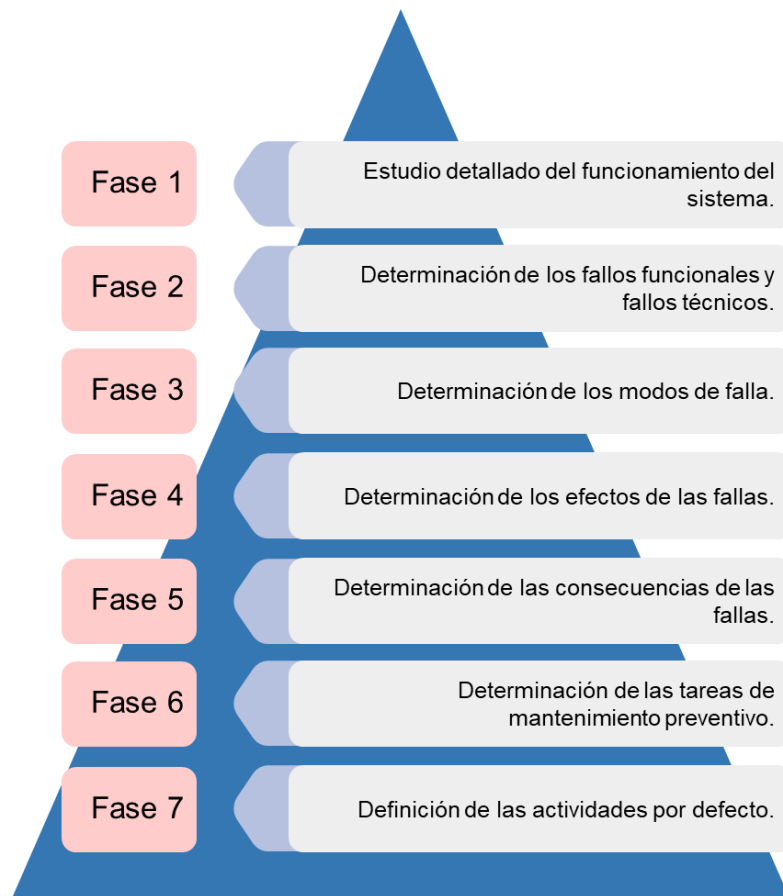 Fase 1
Estudio detallado del funcionamiento del
sistema.
Fase 2
Determinación de los fallos funcionales y
fallos técnicos.
Fase 3
Determinación de los modos de falla.
Fase 4
Determinación de los efectos de las fallas.
Fase 5
Determinación de las consecuencias de las
fallas.
Fase 6
Determinación de las tareas de
mantenimiento preventivo.
Fase 7
Definición de las actividades por defecto.